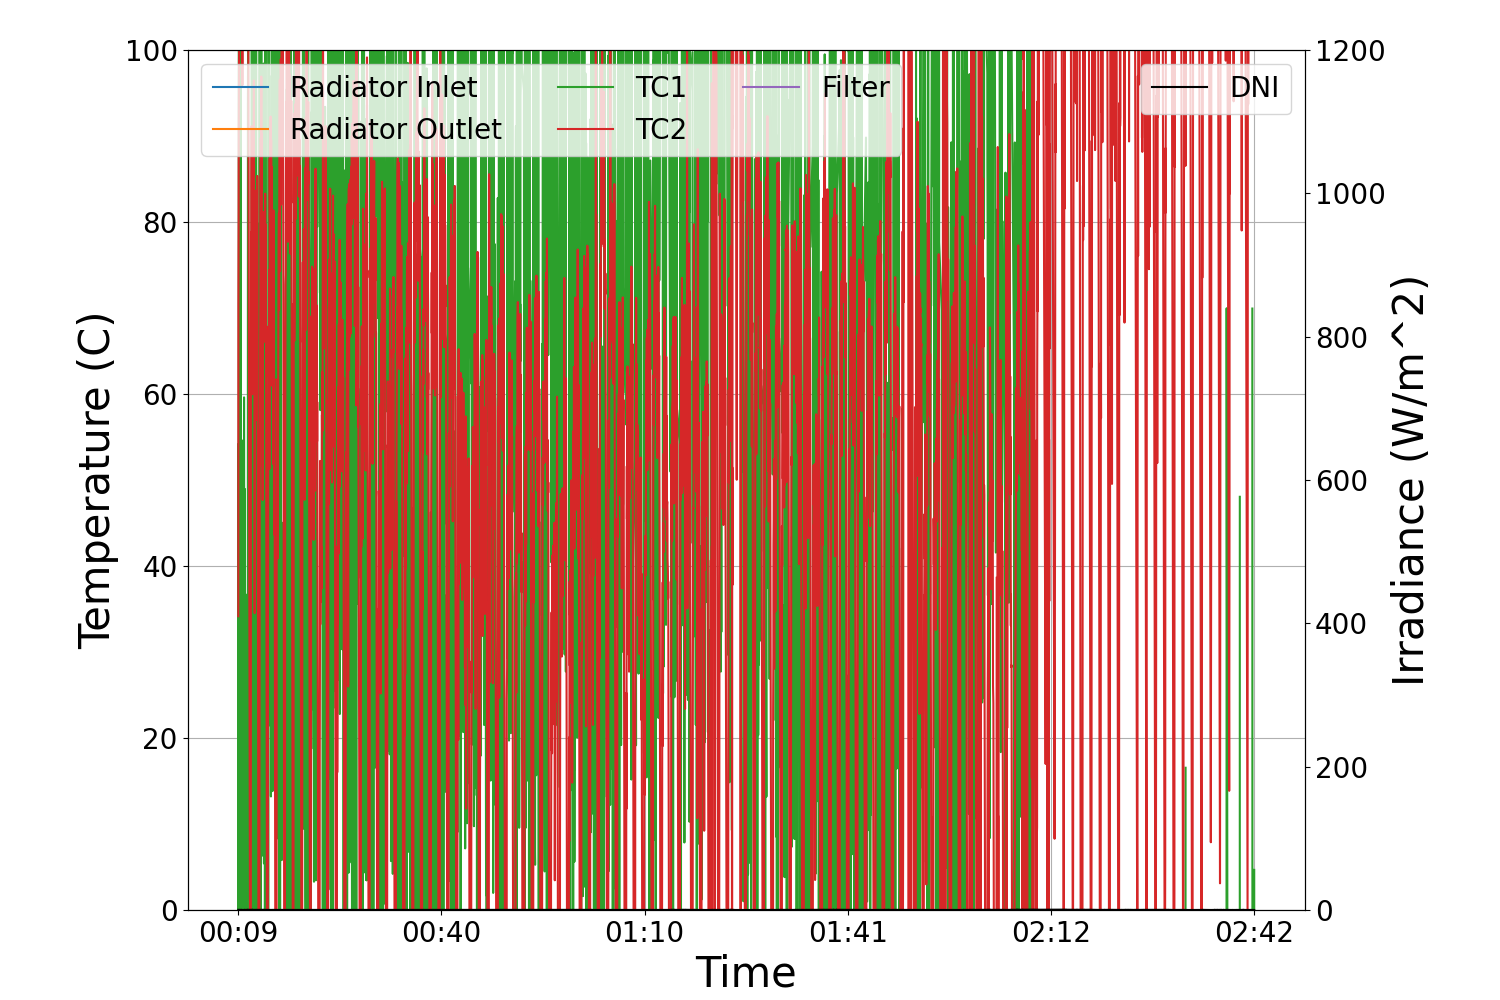 100
80
60
40
20
0
Temperature (C)
Radiator Inlet
Radiator Outlet
TC1
TC2
Filter
DNI
1200
1000
800
600
400
200
0
Irradiance (W/m^2)
00:09 00:40 01:10 01:41 02:12 02:42
Time